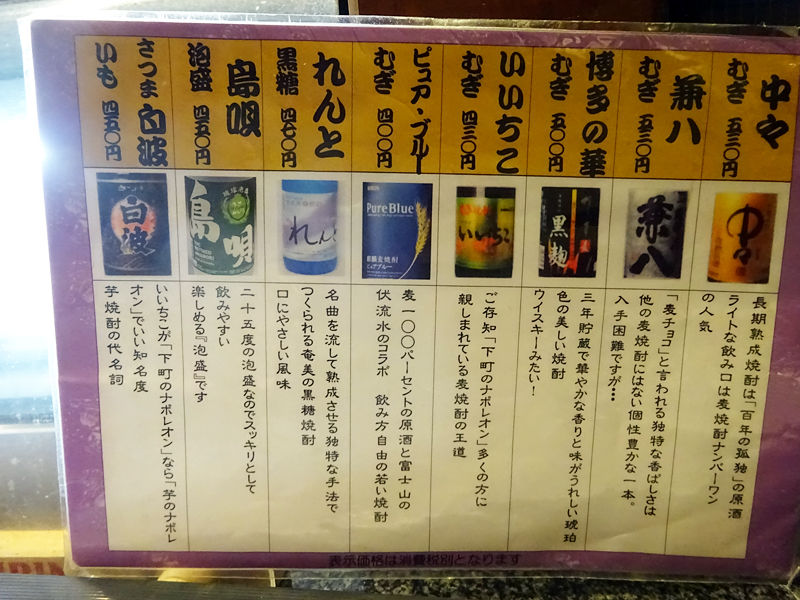 中々
むぎ 五三〇円
兼八
むぎ 五三〇円
博多の華
むぎ 五〇〇円
いいちこ
むぎ 四三〇円
ピュア・ブルー
むぎ 四〇〇円
れんと
黒糖 四七〇円
島唄
泡盛 四五〇円
さつま白波
いも 四五〇円
中々
兼八
黒麹
いいちこ
KIRIN
PureBlue
麒麟麦焼酎
ピュアブルー
れんと
琉球泡盛
島唄
白波
長期熟成焼酎は「百年の孤独」の原酒
ライトな飲み口は麦焼酎ナンバーワン
の人気
「麦チョコ」と言われる独特な香ばしさは
他の麦焼酎にはない個性豊かな一本。
入手困難ですが…
三年貯蔵で華やかな香りと味がうれしい琥珀
色の美しい焼酎
ウイスキーみたい！
ご存知「下町のナポレオン」多くの方に
親しまれている麦焼酎の王道
麦一〇〇パーセントの原酒と富士山の
伏流水のコラボ 飲み方自由の若い焼酎
名曲を流して熟成させる独特な手法で
つくられる奄美の黒糖焼酎
口にやさしい風味
二十五度の泡盛なのでスッキリとして
飲みやすい
楽しめる『泡盛』です
いいちこが「下町のナポレオン」なら「芋のナポレ
オン」でいい知名度
芋焼酎の代名詞
表示価格は消費税別となります